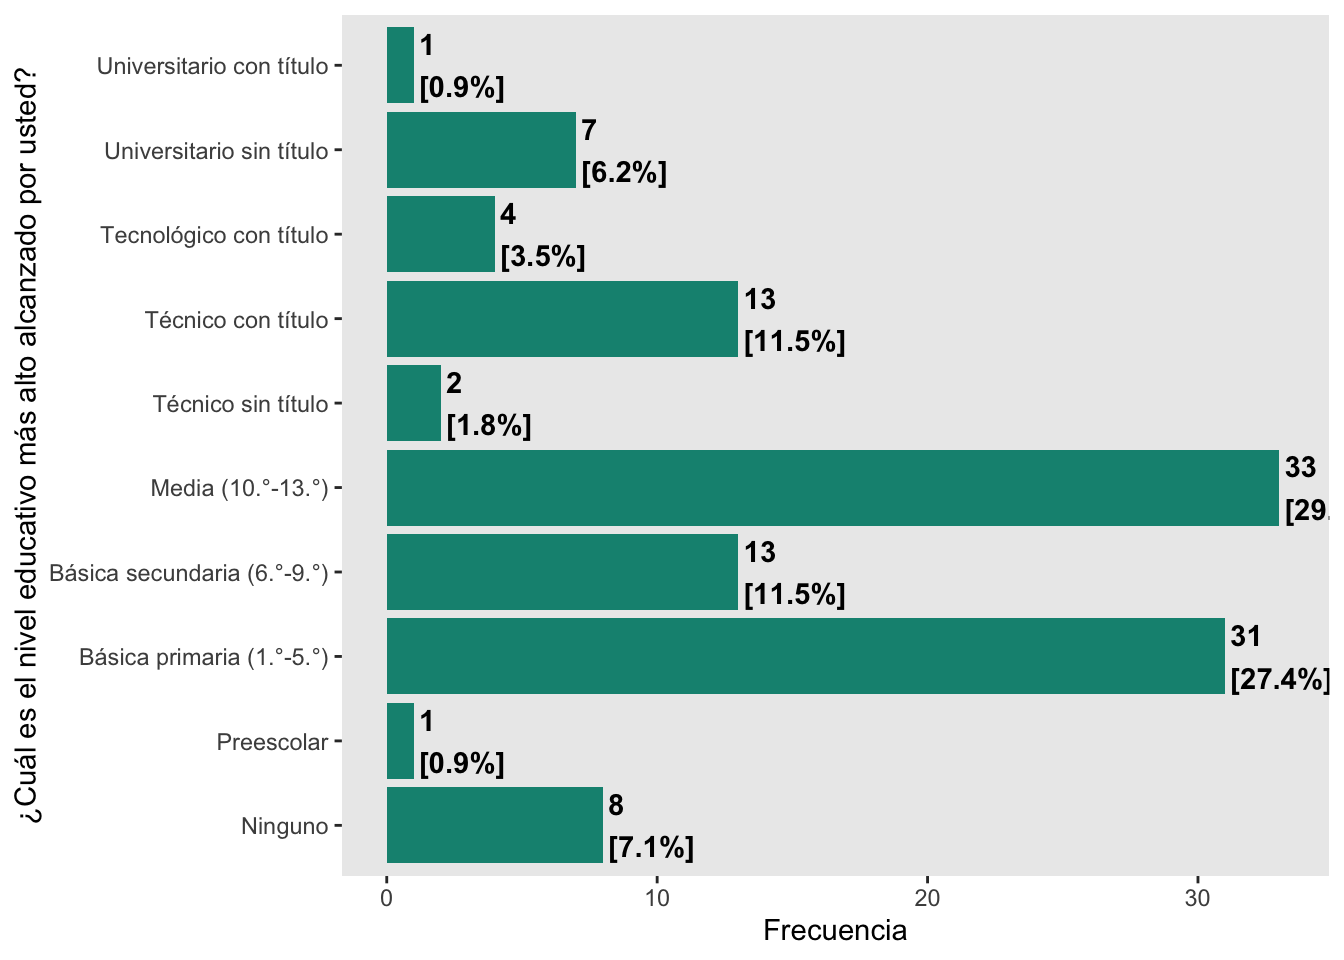 ¿Cuál es el nivel educativo más alto alcanzado por usted?
Universitario con título
1
[0.9%]
Universitario sin título
7
[6.2%]
Tecnológico con título
4
[3.5%]
Técnico con título
13
[11.5%]
Técnico sin título
2
[1.8%]
Media (10.°-13.°)
33
[29.
Básica secundaria (6.°-9.°)
13
[11.5%]
Básica primaria (1.°-5.°)
31
[27.4%]
Preescolar
1
[0.9%]
Ninguno
8
[7.1%]
0 10 20 30
Frecuencia